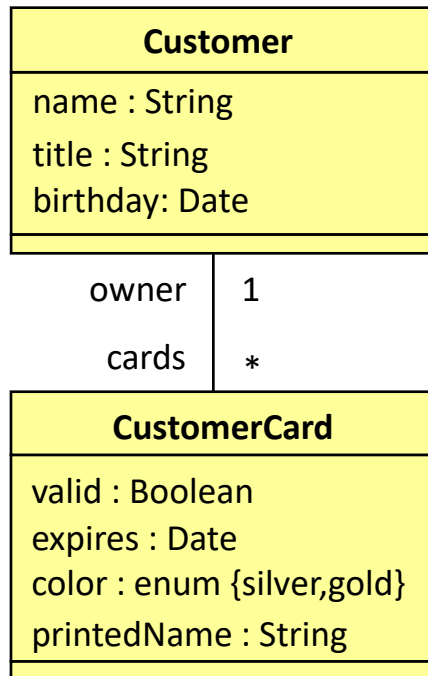 Customer
name : String
title : String
birthday: Date
owner 1
cards *
CustomerCard
valid : Boolean
expires : Date
color : enum {silver,gold}
printedName : String